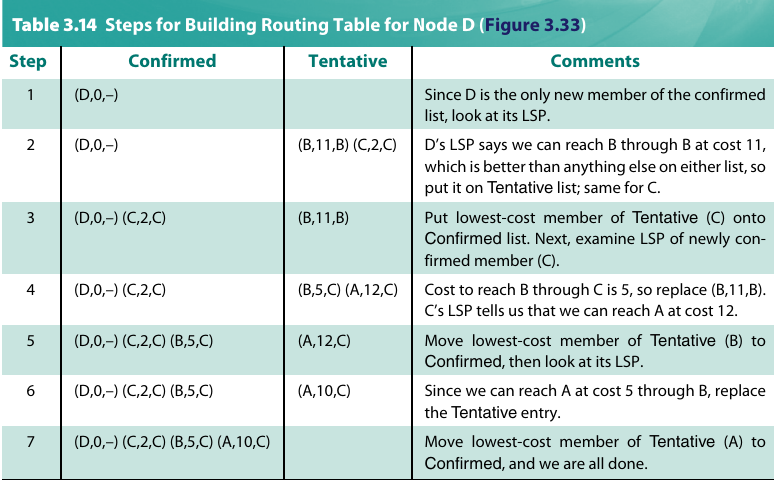 Table 3.14 Steps for Building Routing Table for Node D (Figure 3.33)
Step Confirmed Tentative Comments
1 (D,0,–) Since D is the only new member of the confirmed
list, look at its LSP.
2 (D,0,–) (B,11,B) (C,2,C) D’s LSP says we can reach B through B at cost 11,
which is better than anything else on either list, so
put it on Tentative list; same for C.
3 (D,0,–) (C,2,C) (B,11,B) Put lowest-cost member of Tentative (C) onto
Confirmed list. Next, examine LSP of newly con-
firmed member (C).
4 (D,0,–) (C,2,C) (B,5,C) (A,12,C) Cost to reach B through C is 5, so replace (B,11,B).
C’s LSP tells us that we can reach A at cost 12.
5 (D,0,–) (C,2,C) (B,5,C) (A,12,C) Move lowest-cost member of Tentative (B) to
Confirmed, then look at its LSP.
6 (D,0,–) (C,2,C) (B,5,C) (A,10,C) Since we can reach A at cost 5 through B, replace
the Tentative entry.
7 (D,0,–) (C,2,C) (B,5,C) (A,10,C) Move lowest-cost member of Tentative (A) to
Confirmed, and we are all done.